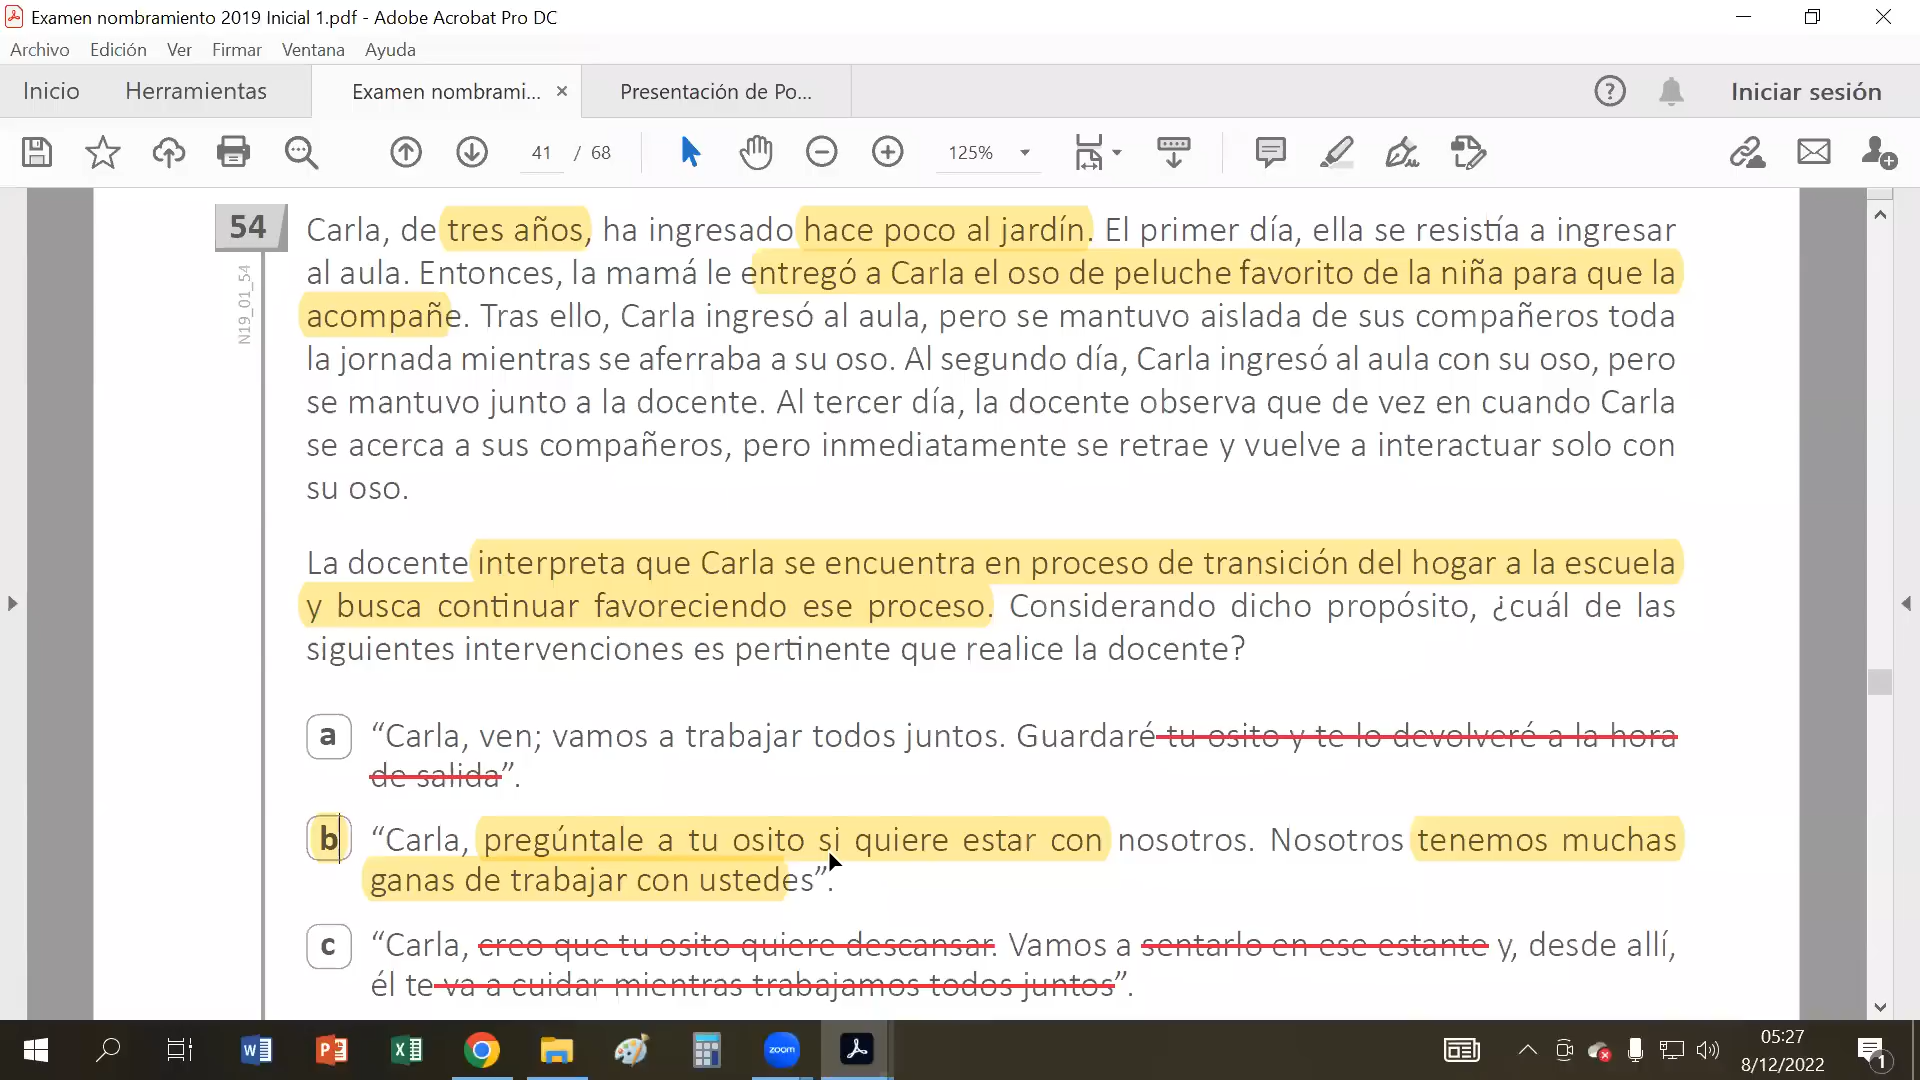 Examen nombramiento 2019 Inicial 1.pdf - Adobe Acrobat Pro DC
Archivo Edición Ver Firmar Ventana Ayuda
Inicio Herramientas Examen nombrami... × Presentación de Po... Iniciar sesión
41 / 68 125%
54
N19_01_54
Carla, de tres años, ha ingresado hace poco al jardín. El primer día, ella se resistía a ingresar
al aula. Entonces, la mamá le entregó a Carla el oso de peluche favorito de la niña para que la
acompañe. Tras ello, Carla ingresó al aula, pero se mantuvo aislada de sus compañeros toda
la jornada mientras se aferraba a su oso. Al segundo día, Carla ingresó al aula con su oso, pero
se mantuvo junto a la docente. Al tercer día, la docente observa que de vez en cuando Carla
se acerca a sus compañeros, pero inmediatamente se retrae y vuelve a interactuar solo con
su oso.
La docente interpreta que Carla se encuentra en proceso de transición del hogar a la escuela
y busca continuar favoreciendo ese proceso. Considerando dicho propósito, ¿cuál de las
siguientes intervenciones es pertinente que realice la docente?
a “Carla, ven; vamos a trabajar todos juntos. Guardaré tu osito y te lo devolveré a la hora
de salida”.
b “Carla, pregúntale a tu osito si quiere estar con nosotros. Nosotros tenemos muchas
ganas de trabajar con ustedes”.
c “Carla, creo que tu osito quiere descansar. Vamos a sentarlo en ese estante y, desde allí,
él te va a cuidar mientras trabajamos todos juntos”.
zoom
05:27
8/12/2022
1